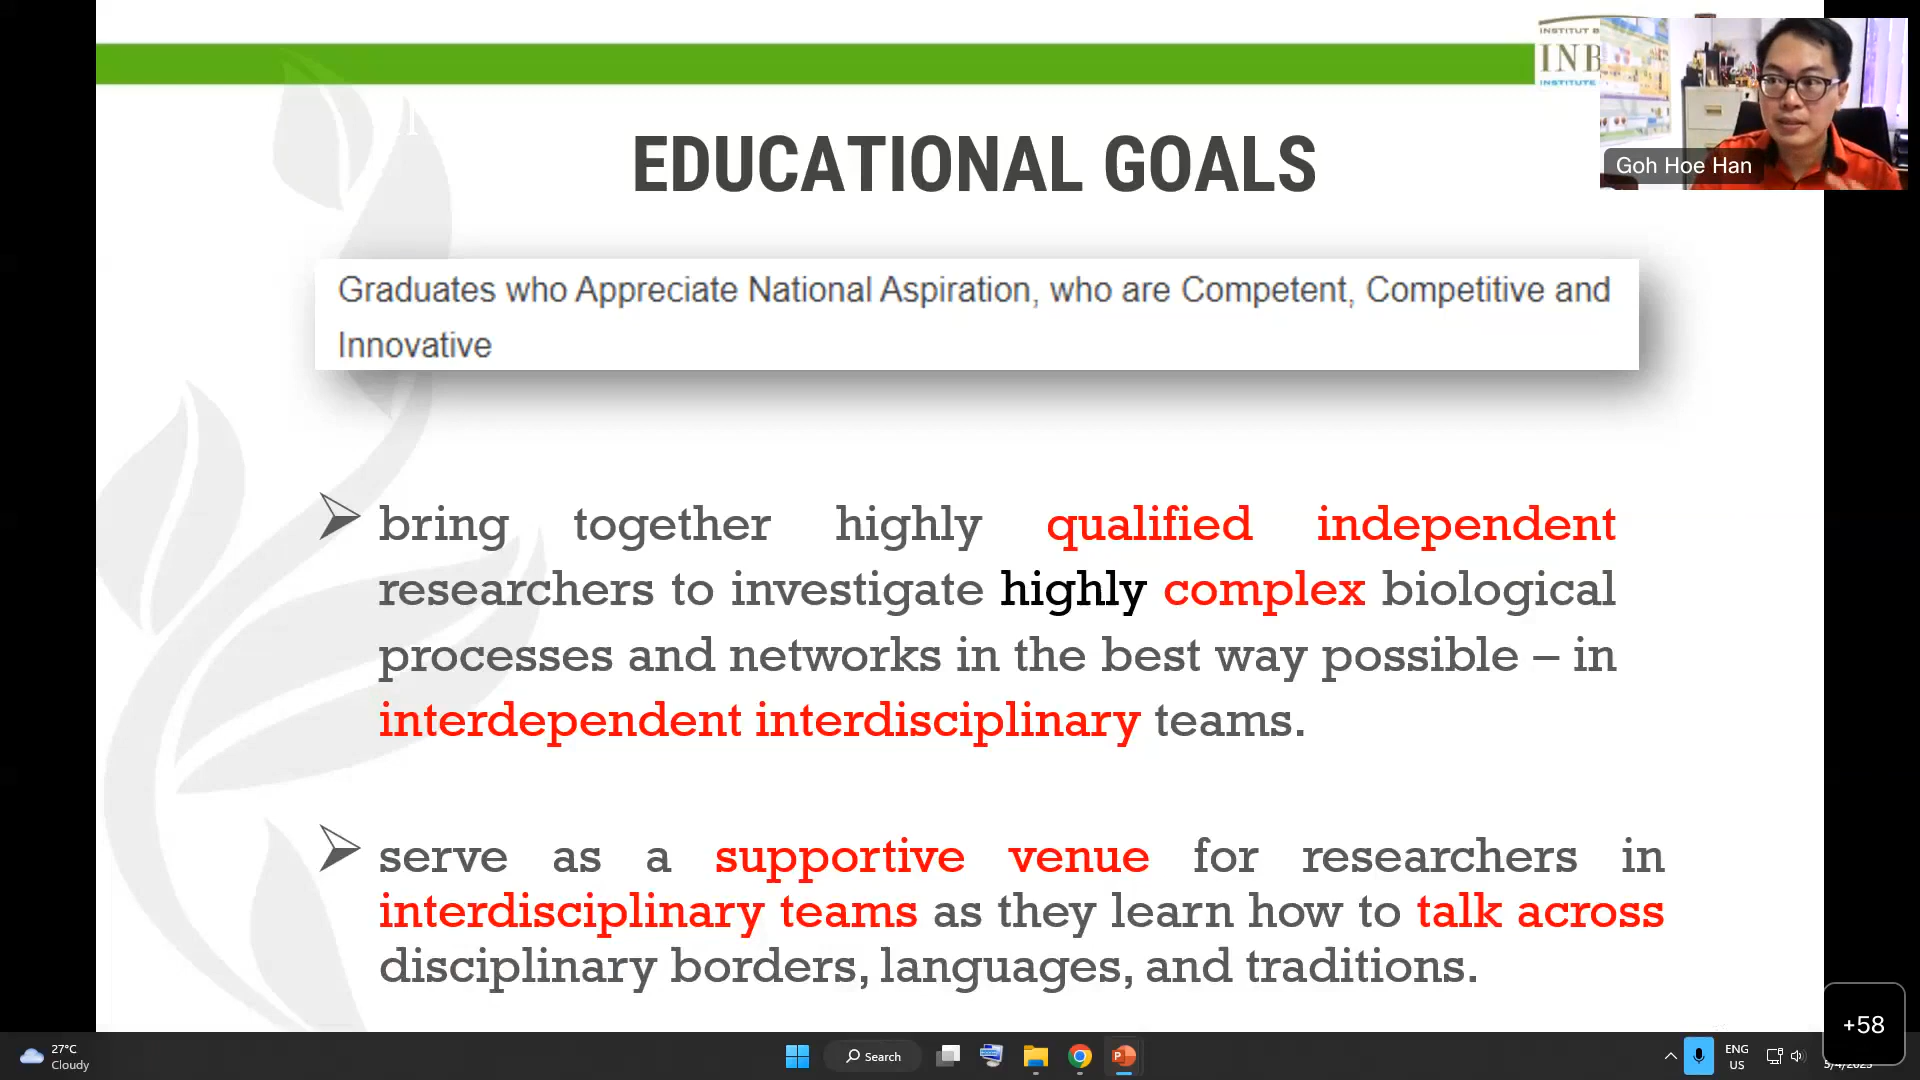 INSTITUT B
INB
INSTITUTE
EDUCATIONAL GOALS
Goh Hoe Han
Graduates who Appreciate National Aspiration, who are Competent, Competitive and
Innovative
bring together highly qualified independent
researchers to investigate highly complex biological
processes and networks in the best way possible – in
interdependent interdisciplinary teams.
serve as a supportive venue for researchers in
interdisciplinary teams as they learn how to talk across
disciplinary borders, languages, and traditions.
+58
27°C
Cloudy
Search
ENG
US